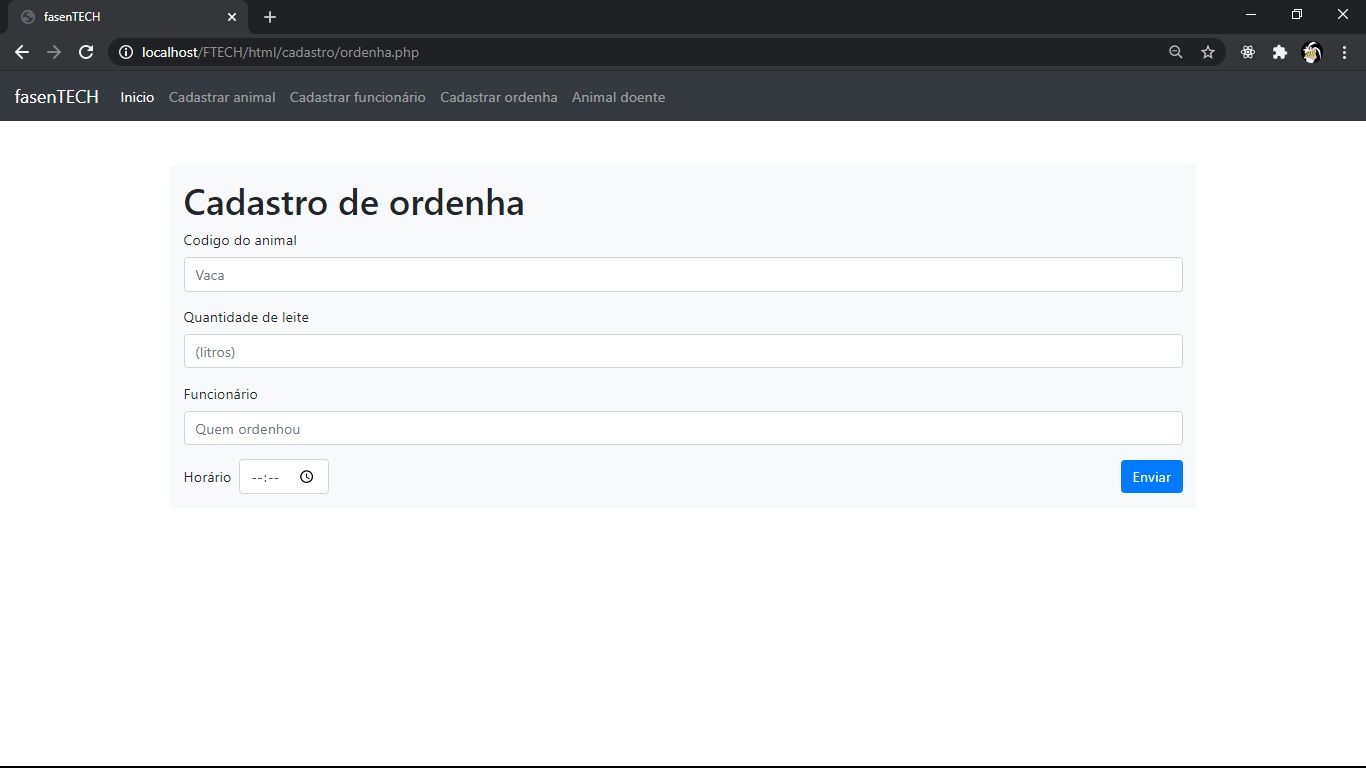 fasenTECH
localhost/FTECH/html/cadastro/ordenha.php
fasenTECH Inicio Cadastrar animal Cadastrar funcionário Cadastrar ordenha Animal doente
Cadastro de ordenha
Codigo do animal
Vaca
Quantidade de leite
(litros)
Funcionário
Quem ordenhou
Horário --:-- Enviar